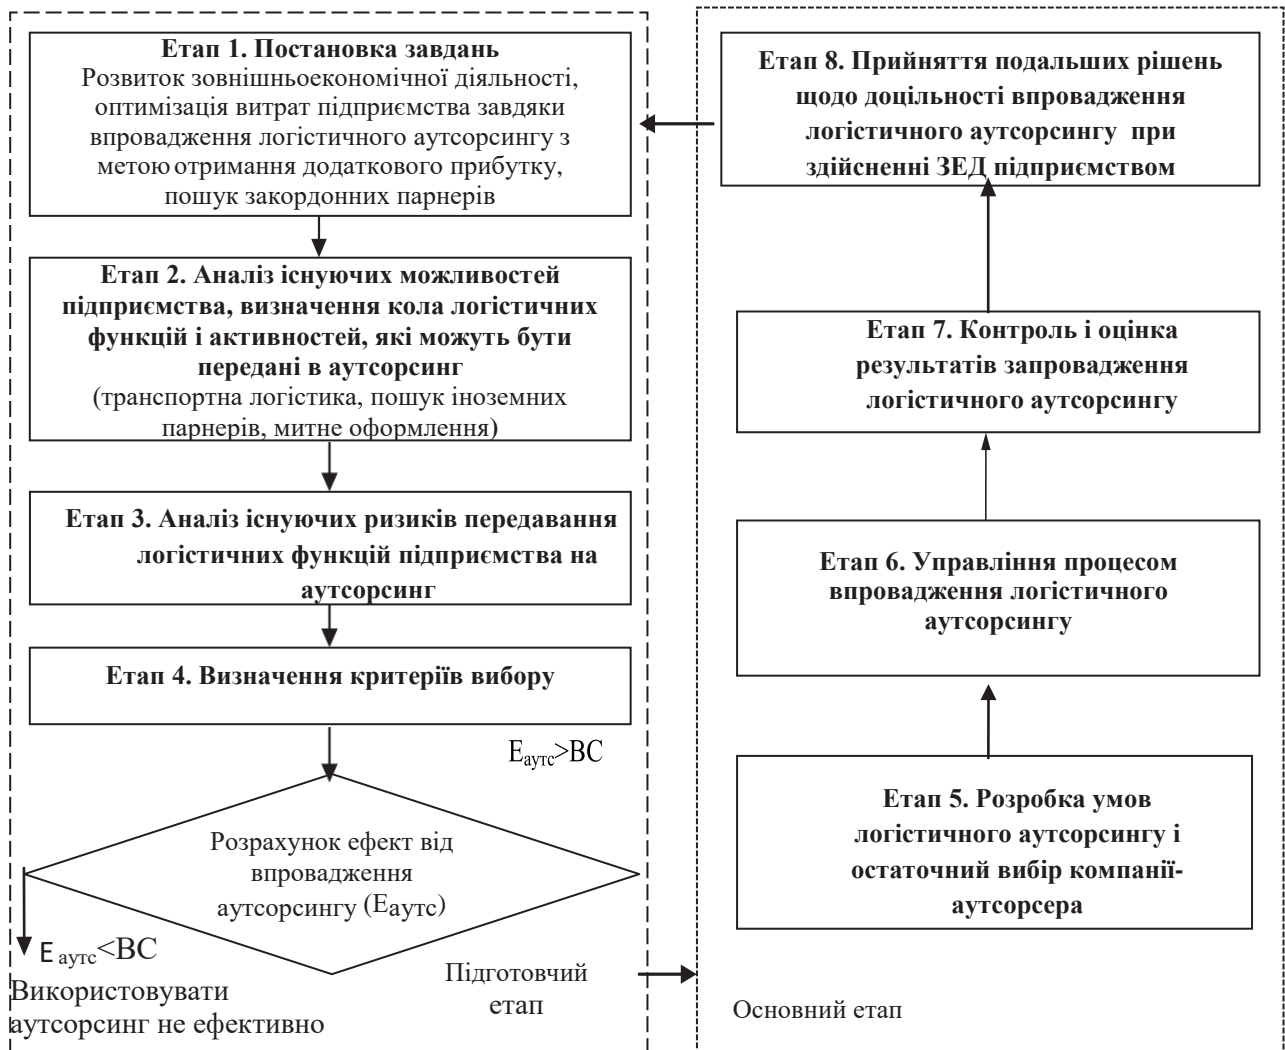 Етап 1. Постановка завдань
Розвиток зовнішньоекономічної діяльності,
оптимізація витрат підприємства завдяки
впровадження логістичного аутсорсингу з
метою отримання додаткового прибутку,
пошук закордонних парнерів
Етап 2. Аналіз існуючих можливостей
підприємства, визначення кола логістичних
функцій і активностей, які можуть бути
передані в аутсорсинг
(транспортна логістика, пошук іноземних
парнерів, митне оформлення)
Етап 3. Аналіз існуючих ризиків передавання
логістичних функцій підприємства на
аутсорсинг
Етап 4. Визначення критеріїв вибору
Eаутс>ВС
Розрахунок ефект від
впровадження
аутсорсингу (Еаутс)
Е аутс<ВС
Використовувати
аутсорсинг не ефективно
Підготовчий
етап
Етап 8. Прийняття подальших рішень
щодо доцільності впровадження
логістичного аутсорсингу при
здійсненні ЗЕД підприємством
Етап 7. Контроль і оцінка
результатів запровадження
логістичного аутсорсингу
Етап 6. Управління процесом
впровадження логістичного
аутсорсингу
Етап 5. Розробка умов
логістичного аутсорсингу і
остаточний вибір компанії-
аутсорсера
Основний етап